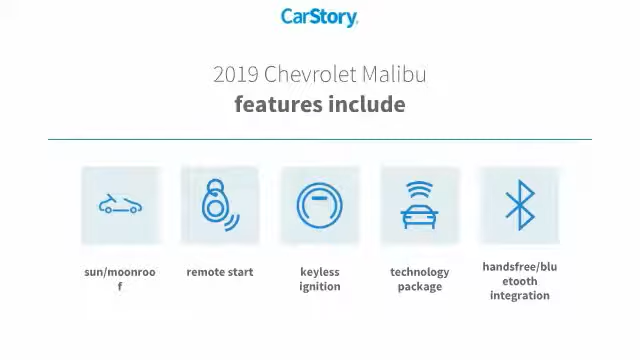 CarStory
2019 Chevrolet Malibu
features include
sun/moonroo
f
remote start
keyless
ignition
technology
package
handsfree/blu
etooth
integration